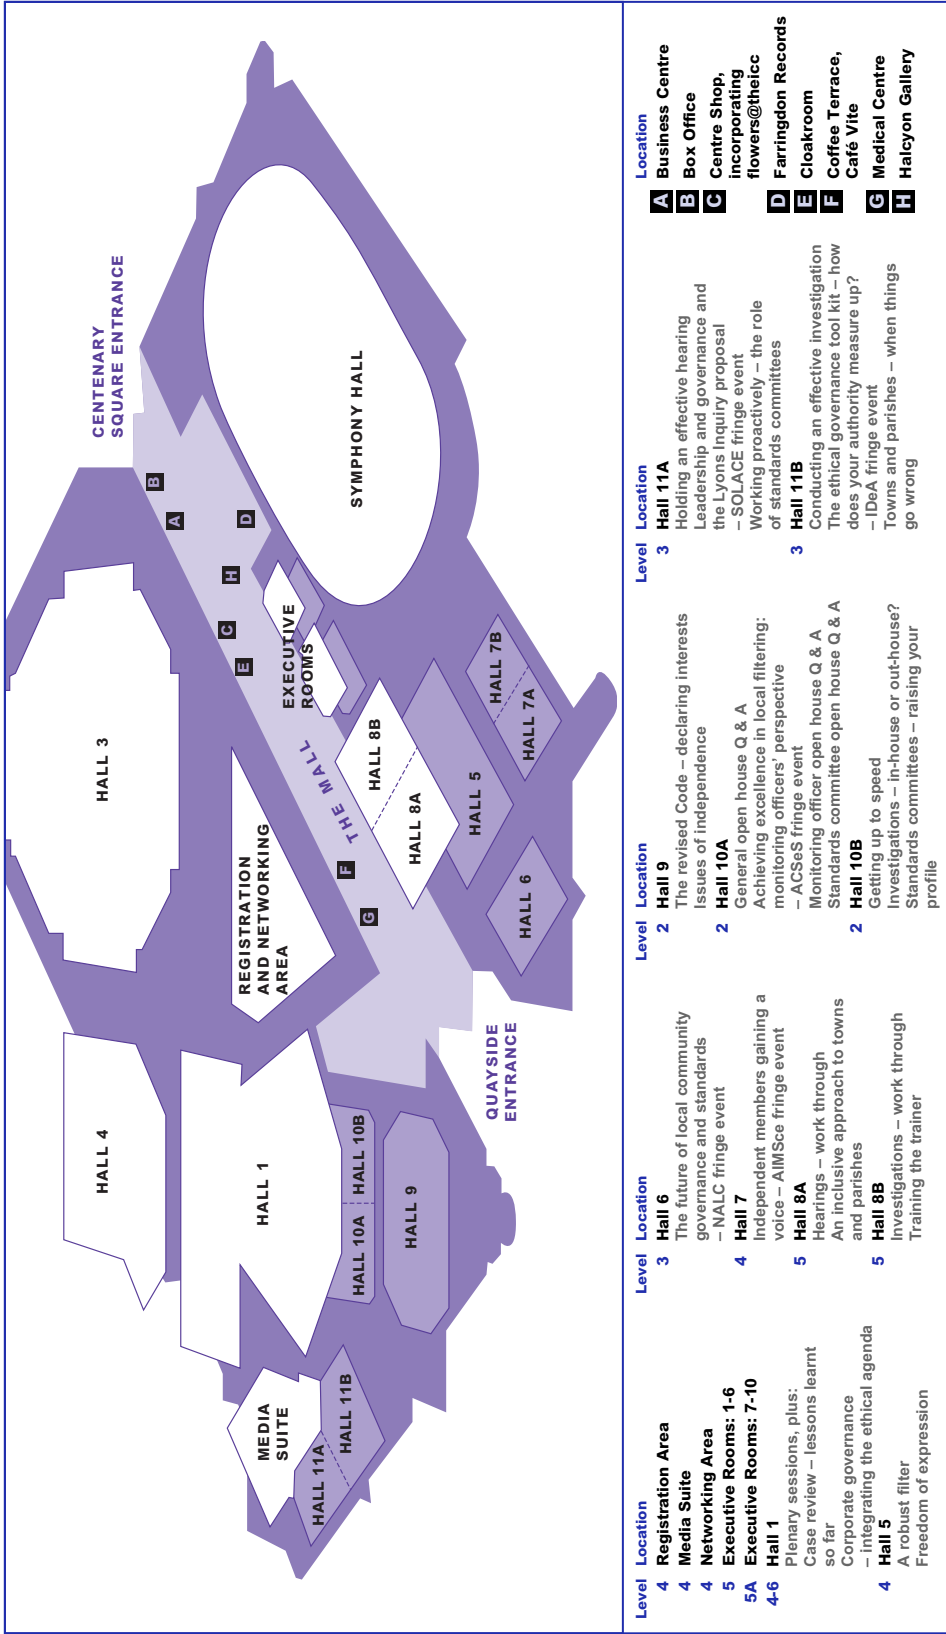 CENTENARY
SQUARE ENTRANCE
HALL 3
HALL 4
B
A
D
H
C
E
SYMPHONY HALL
EXECUTIVE
ROOMS
THE MALL
REGISTRATION
AND NETWORKING
AREA
F
G
HALL 8B
HALL 8A
HALL 5
HALL 7B
HALL 7A
HALL 6
QUAYSIDE
ENTRANCE
HALL 1
HALL 10B
HALL 10A
HALL 9
MEDIA
SUITE
HALL 11A
HALL 11B
Level Location
4 Registration Area
4 Media Suite
4 Networking Area
5 Executive Rooms: 1-6
5A Executive Rooms: 7-10
4-6 Hall 1
Plenary sessions, plus:
Case review – lessons learnt
so far
Corporate governance
– integrating the ethical agenda
4 Hall 5
A robust filter
Freedom of expression
Level Location
3 Hall 6
The future of local community
governance and standards
– NALC fringe event
4 Hall 7
Independent members gaining a
voice – AIMSce fringe event
5 Hall 8A
Hearings – work through
An inclusive approach to towns
and parishes
5 Hall 8B
Investigations – work through
Training the trainer
Level Location
2 Hall 9
The revised Code – declaring interests
Issues of independence
2 Hall 10A
General open house Q & A
Achieving excellence in local filtering:
monitoring officers' perspective
– ACSeS fringe event
Monitoring officer open house Q & A
Standards committee open house Q & A
2 Hall 10B
Getting up to speed
Investigations – in-house or out-house?
Standards committees – raising your
profile
Level Location
3 Hall 11A
Holding an effective hearing
Leadership and governance and
the Lyons Inquiry proposal
– SOLACE fringe event
Working proactively – the role
of standards committees
3 Hall 11B
Conducting an effective investigation
The ethical governance tool kit – how
does your authority measure up?
– IDeA fringe event
Towns and parishes – when things
go wrong
Location
A Business Centre
B Box Office
C Centre Shop,
incorporating
flowers@theicc
D Farringdon Records
E Cloakroom
F Coffee Terrace,
Café Vite
G Medical Centre
H Halcyon Gallery